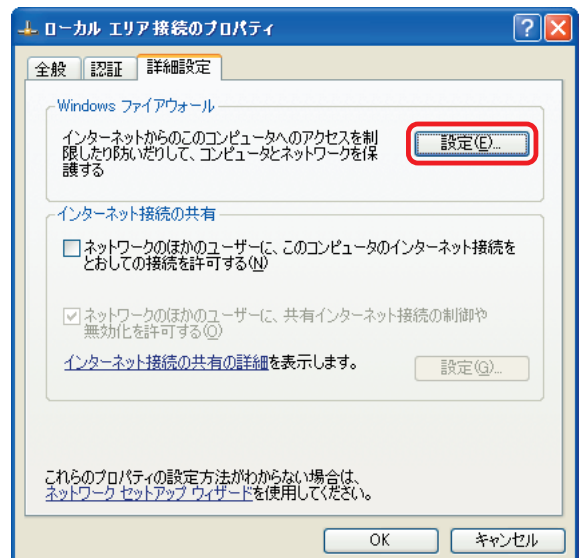 ローカル エリア接続のプロパティ
全般 認証 詳細設定
Windows ファイアウォール
インターネットからのこのコンピュータへのアクセスを制
限したり防いだりして、コンピュータとネットワークを保
護する
設定(E)...
インターネット接続の共有
ネットワークのほかのユーザーに、このコンピュータのインターネット接続を
とおしての接続を許可する(N)
ネットワークのほかのユーザーに、共有インターネット接続の制御や
無効化を許可する(O)
インターネット接続の共有の詳細を表示します。
設定(G)...
これらのプロパティの設定方法がわからない場合は、
ネットワーク セットアップ ウィザードを使用してください。
OK キャンセル